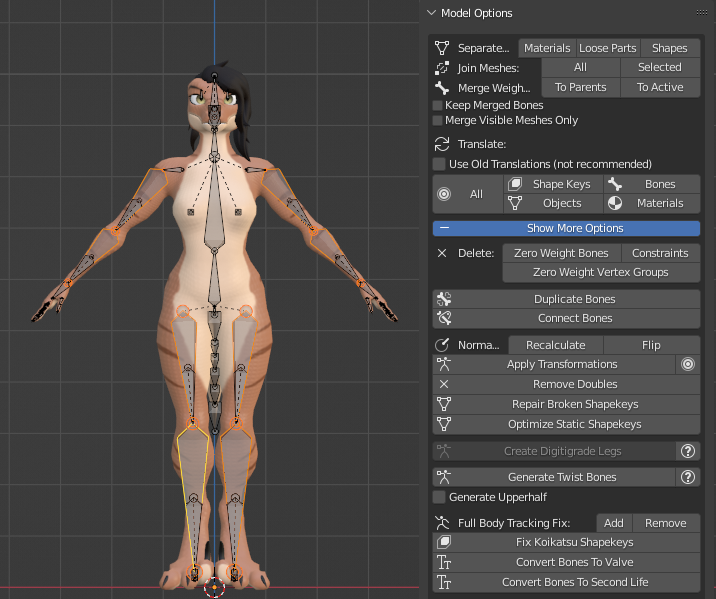 Model Options
Separate... Materials Loose Parts Shapes
Join Meshes: All Selected
Merge Weigh... To Parents To Active
Keep Merged Bones
Merge Visible Meshes Only
Translate:
Use Old Translations (not recommended)
All Shape Keys Bones
Objects Materials
Show More Options
Delete: Zero Weight Bones Constraints
Zero Weight Vertex Groups
Duplicate Bones
Connect Bones
Norma... Recalculate Flip
Apply Transformations
Remove Doubles
Repair Broken Shapekeys
Optimize Static Shapekeys
Create Digitigrade Legs ?
Generate Twist Bones ?
Generate Upperhalf
Full Body Tracking Fix: Add Remove
Fix Koikatsu Shapekeys
Convert Bones To Valve
Convert Bones To Second Life